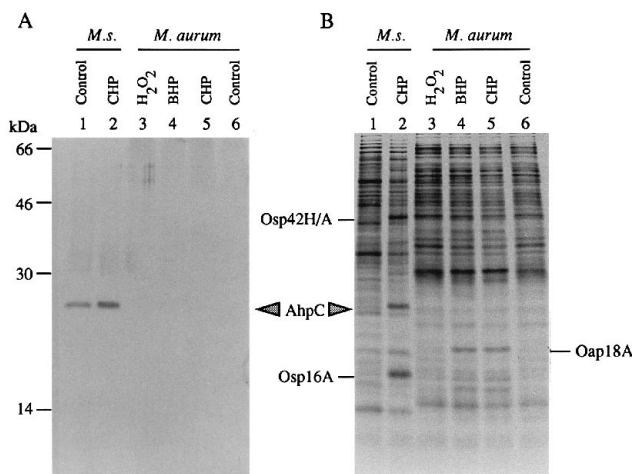 A
M.s. M. aurum
Control CHP H2O2 BHP CHP Control
1 2 3 4 5 6
kDa
66
46
30
14
B
M.s. M. aurum
Control CHP H2O2 BHP CHP Control
1 2 3 4 5 6
Osp42H/A
AhpC
Osp16A
Oap18A